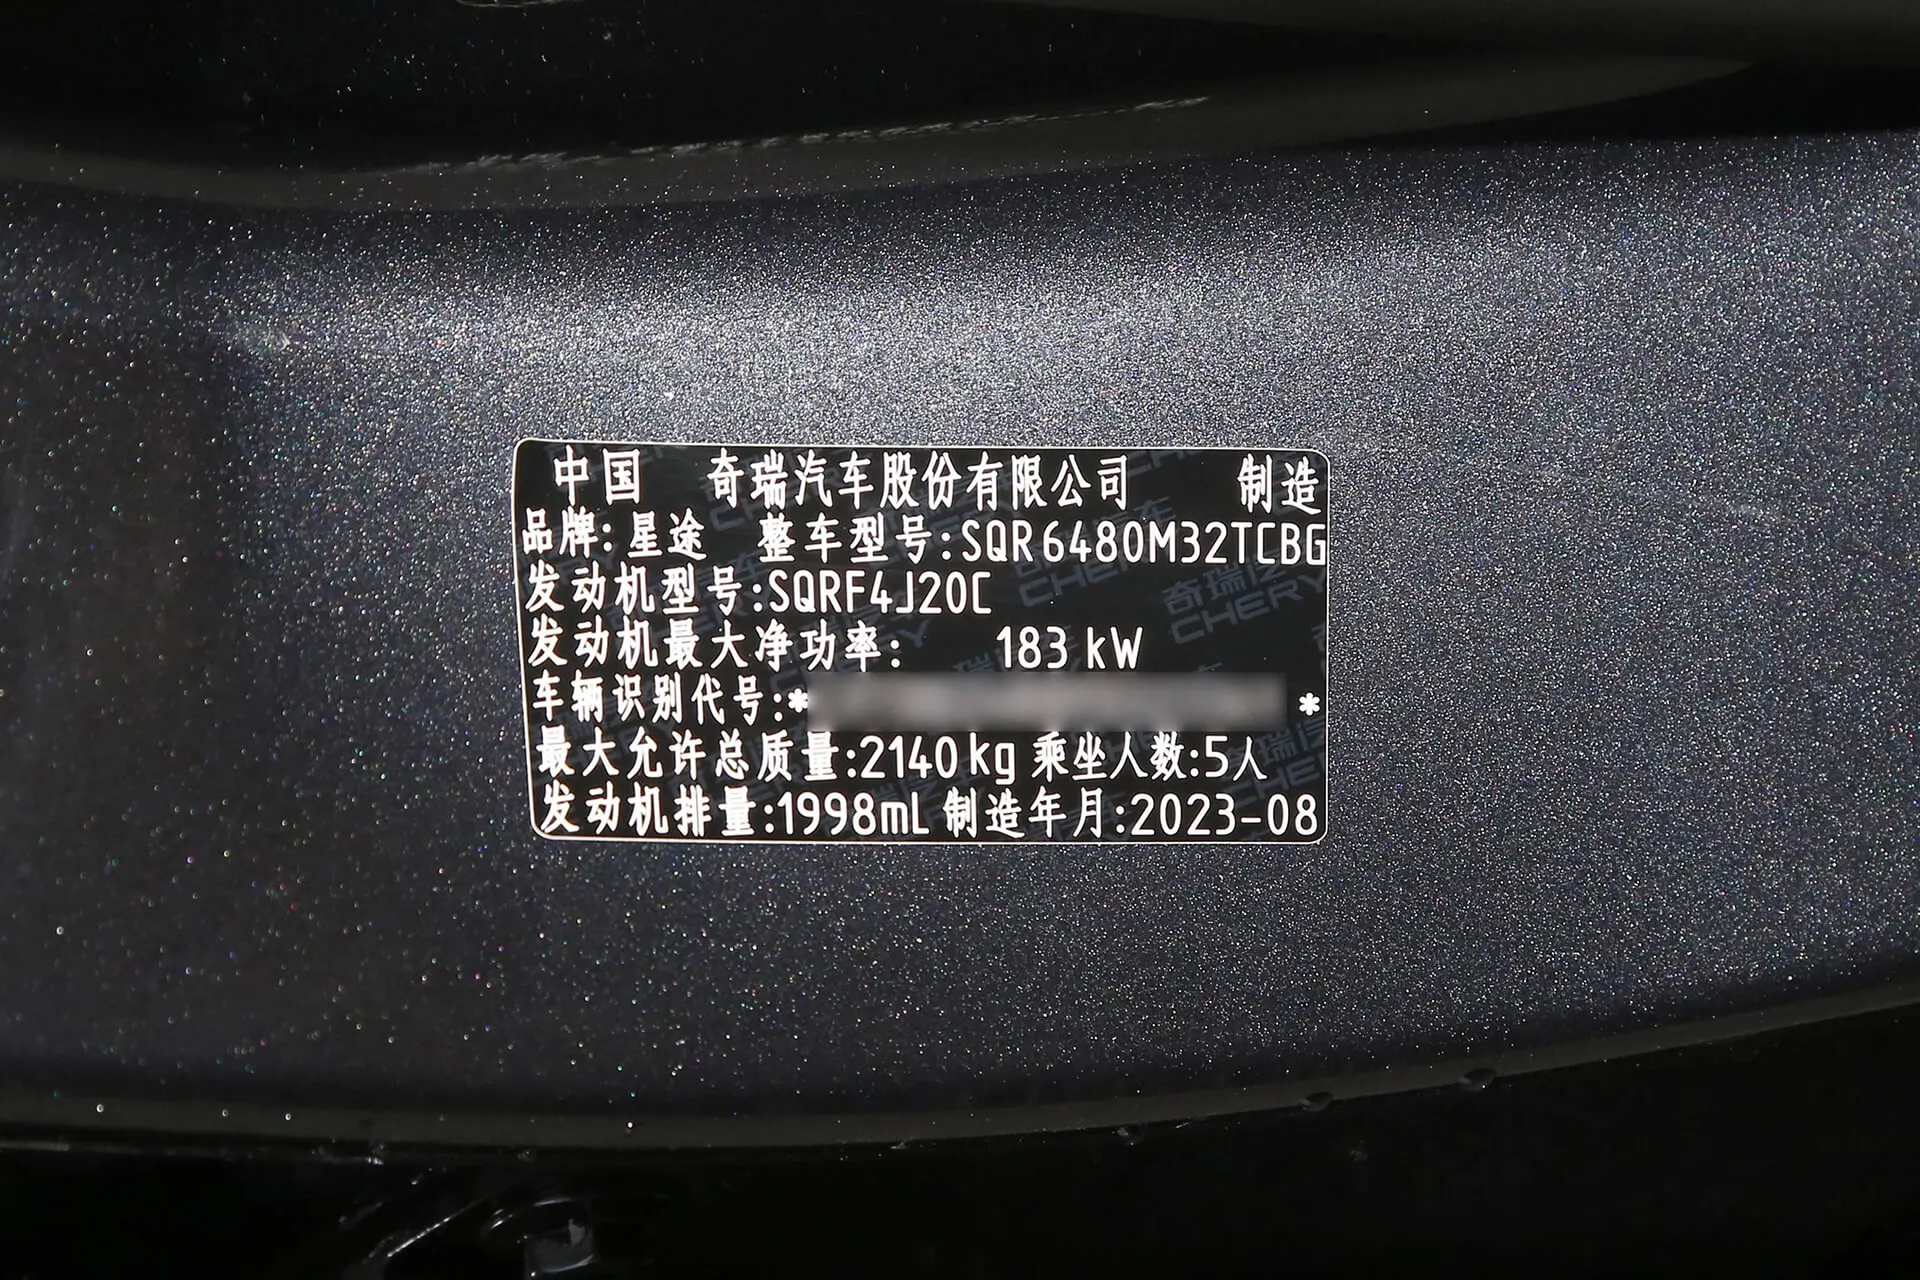 中国 奇瑞汽车股份有限公司 制造
品牌:星途 整车型号:SQR6480M32TCBG
发动机型号:SQRF4J20C
发动机最大净功率: 183 kW
车辆识别代号:* *
最大允许总质量:2140kg 乘坐人数:5人
发动机排量:1998mL 制造年月:2023-08